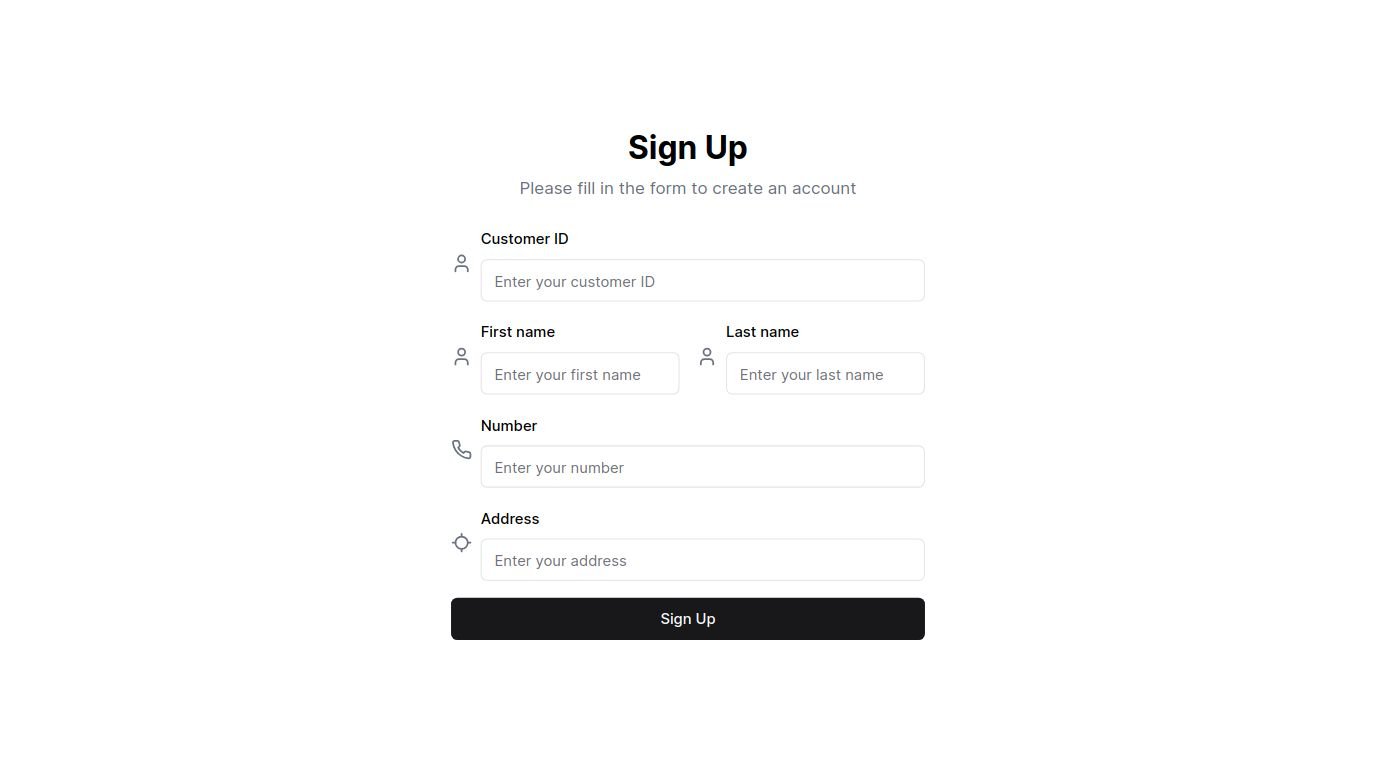 Sign Up
Please fill in the form to create an account
Customer ID
Enter your customer ID
First name
Last name
Enter your first name
Enter your last name
Number
Enter your number
Address
Enter your address
Sign Up